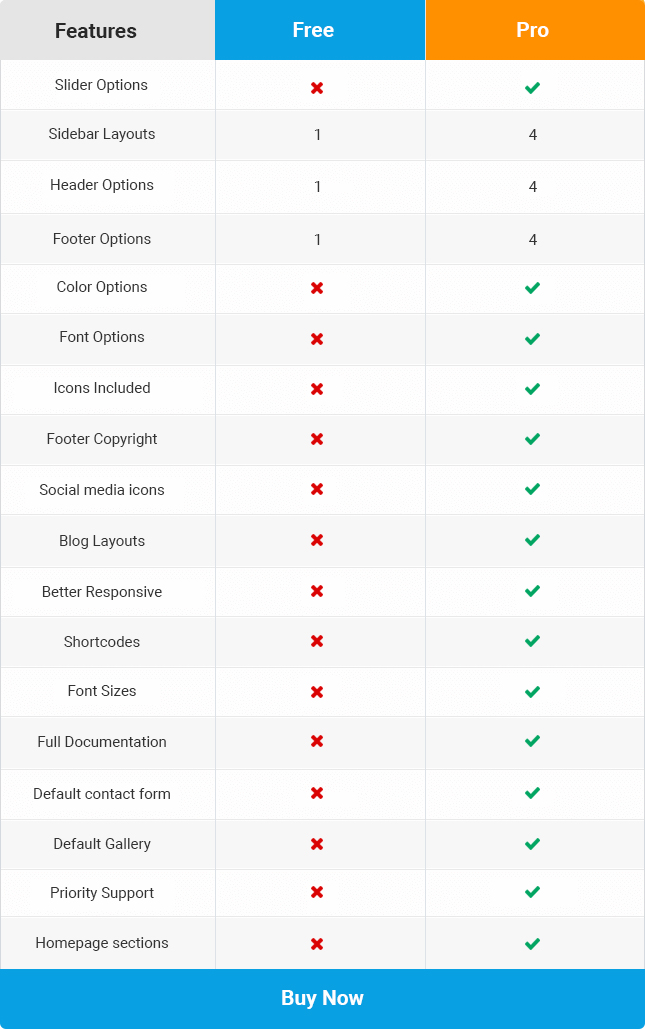 Features Free Pro
Slider Options
Sidebar Layouts 1 4
Header Options 1 4
Footer Options 1 4
Color Options
Font Options
Icons Included
Footer Copyright
Social media icons
Blog Layouts
Better Responsive
Shortcodes
Font Sizes
Full Documentation
Default contact form
Default Gallery
Priority Support
Homepage sections
Buy Now